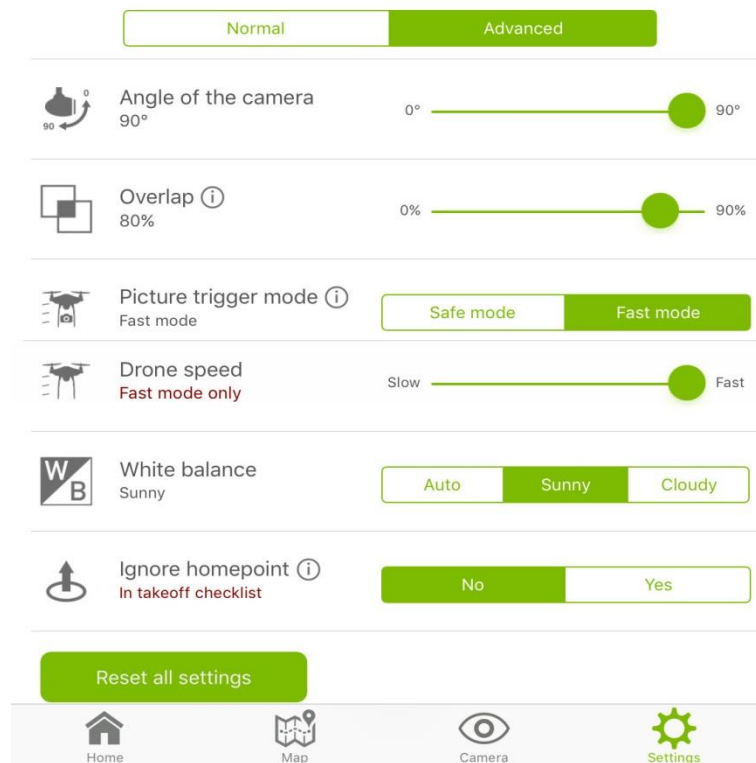 Normal Advanced
0
90
Angle of the camera
90°
0° 90°
Overlap i
80%
0% 90%
Picture trigger mode i
Fast mode
Safe mode Fast mode
Drone speed
Fast mode only
Slow Fast
W
B
White balance
Sunny
Auto Sunny Cloudy
Ignore homepoint i
In takeoff checklist
No Yes
Reset all settings
Home Map Camera Settings